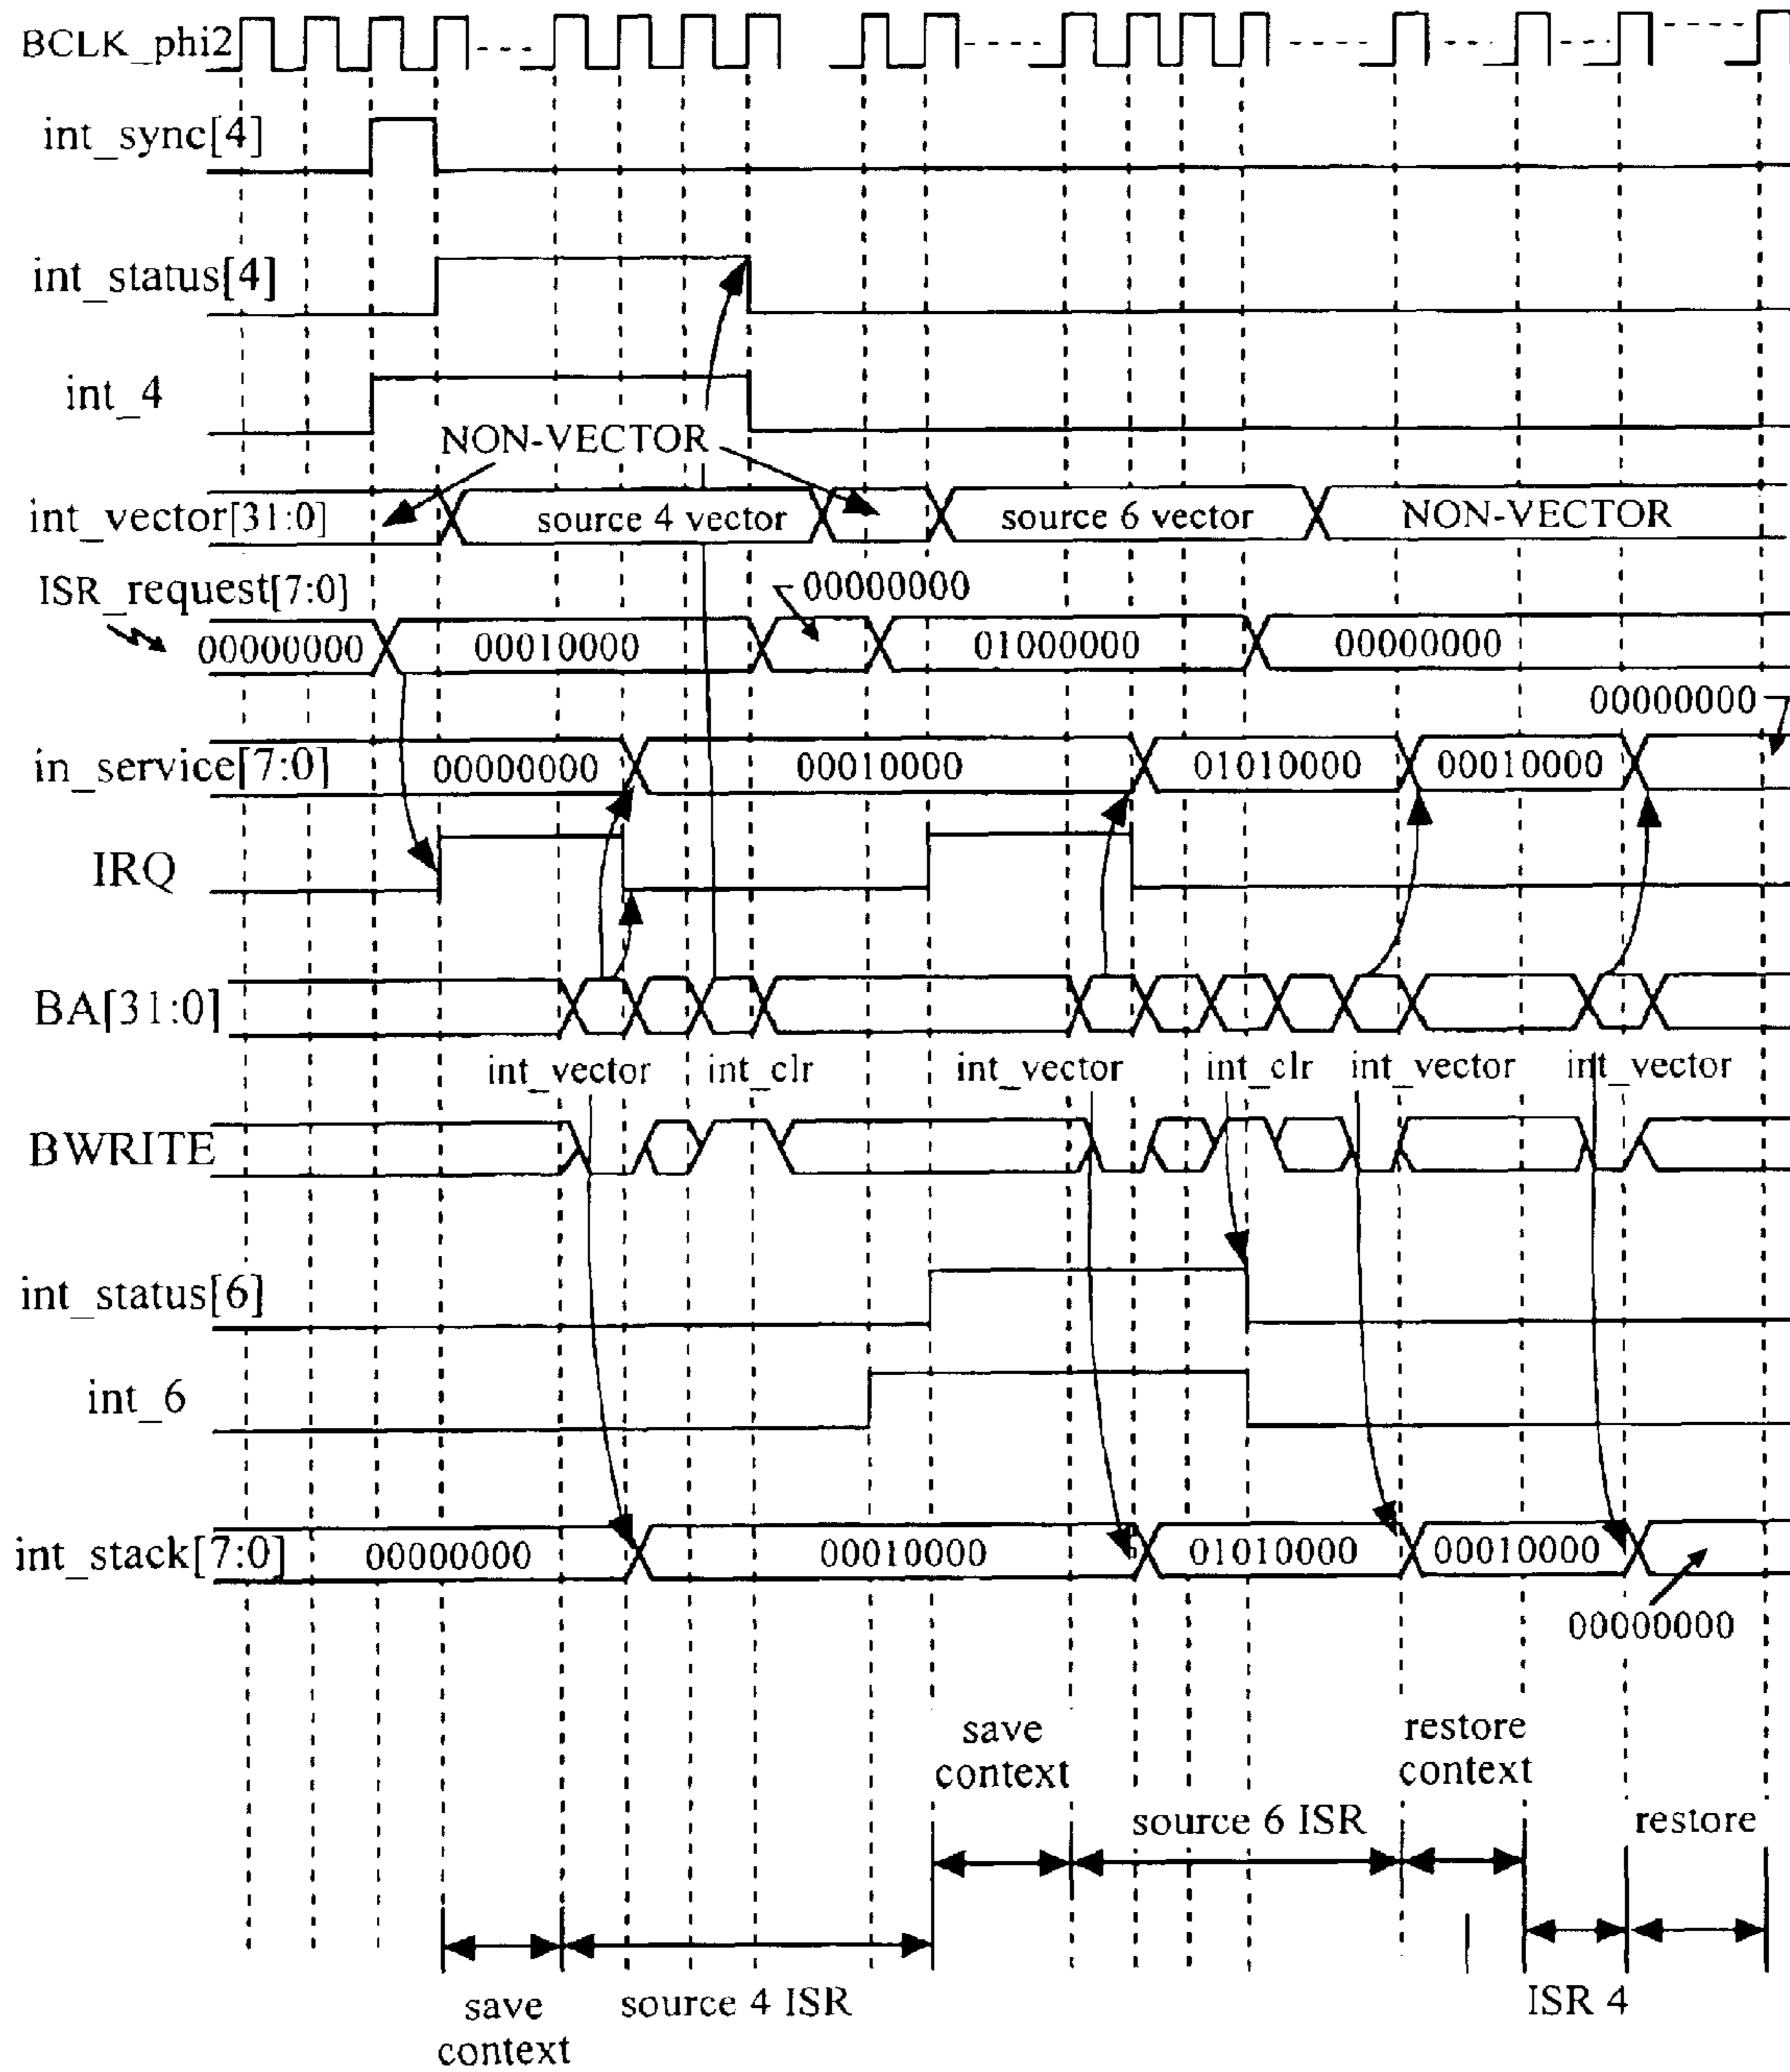 BCLK_phi2
int_sync[4]
int_status[4]
int_4
NON-VECTOR
int_vector[31:0]
source 4 vector
source 6 vector
NON-VECTOR
ISR_request[7:0]
00000000
00000000
00010000
01000000
00000000
00000000
in_service[7:0]
00000000
00010000
01010000
00010000
IRQ
BA[31:0]
int_vector
int_clr
int_vector
int_clr
int_vector
int_vector
BWRITE
int_status[6]
int_6
int_stack[7:0]
00000000
00010000
01010000
00010000
00000000
save
context
restore
context
source 6 ISR
restore
save
context
source 4 ISR
ISR 4